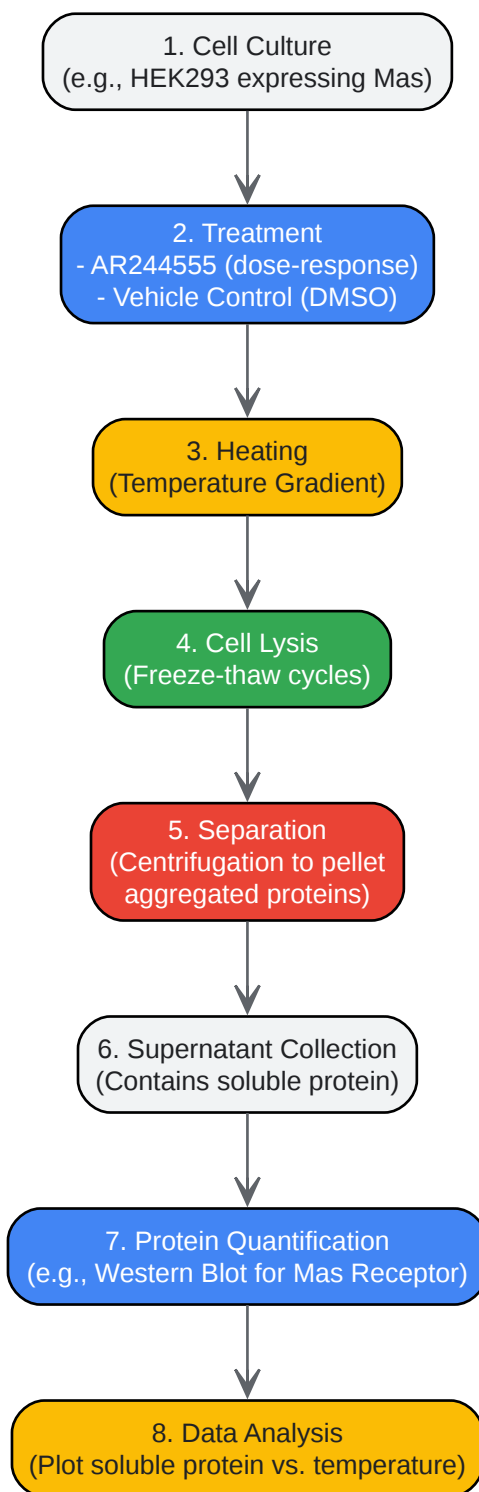 1. Cell Culture
(e.g., HEK293 expressing Mas)
2. Treatment
- AR244555 (dose-response)
- Vehicle Control (DMSO)
3. Heating
(Temperature Gradient)
4. Cell Lysis
(Freeze-thaw cycles)
5. Separation
(Centrifugation to pellet
aggregated proteins)
6. Supernatant Collection
(Contains soluble protein)
7. Protein Quantification
(e.g., Western Blot for Mas Receptor)
8. Data Analysis
(Plot soluble protein vs. temperature)